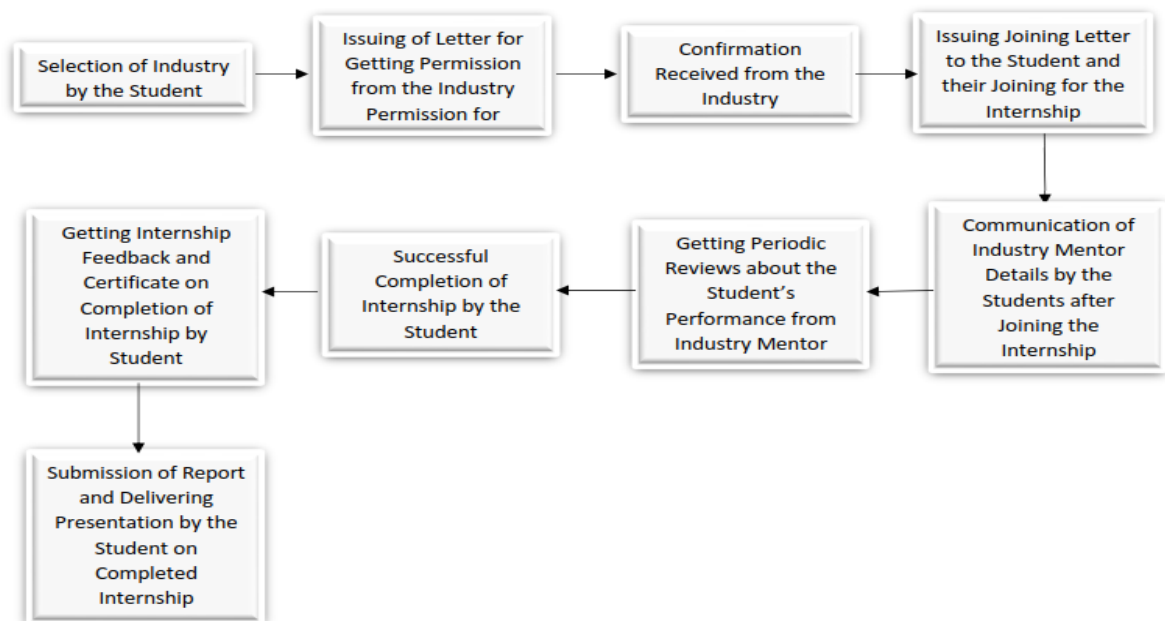 Selection of Industry
by the Student
Issuing of Letter for
Getting Permission
from the Industry
Permission for
Confirmation
Received from the
Industry
Issuing Joining Letter
to the Student and
their Joining for the
Internship
Communication of
Industry Mentor
Details by the
Students after
Joining the
Internship
Getting Periodic
Reviews about the
Student’s
Performance from
Industry Mentor
Successful
Completion of
Internship by the
Student
Getting Internship
Feedback and
Certificate on
Completion of
Internship by
Student
Submission of Report
and Delivering
Presentation by the
Student on
Completed
Internship